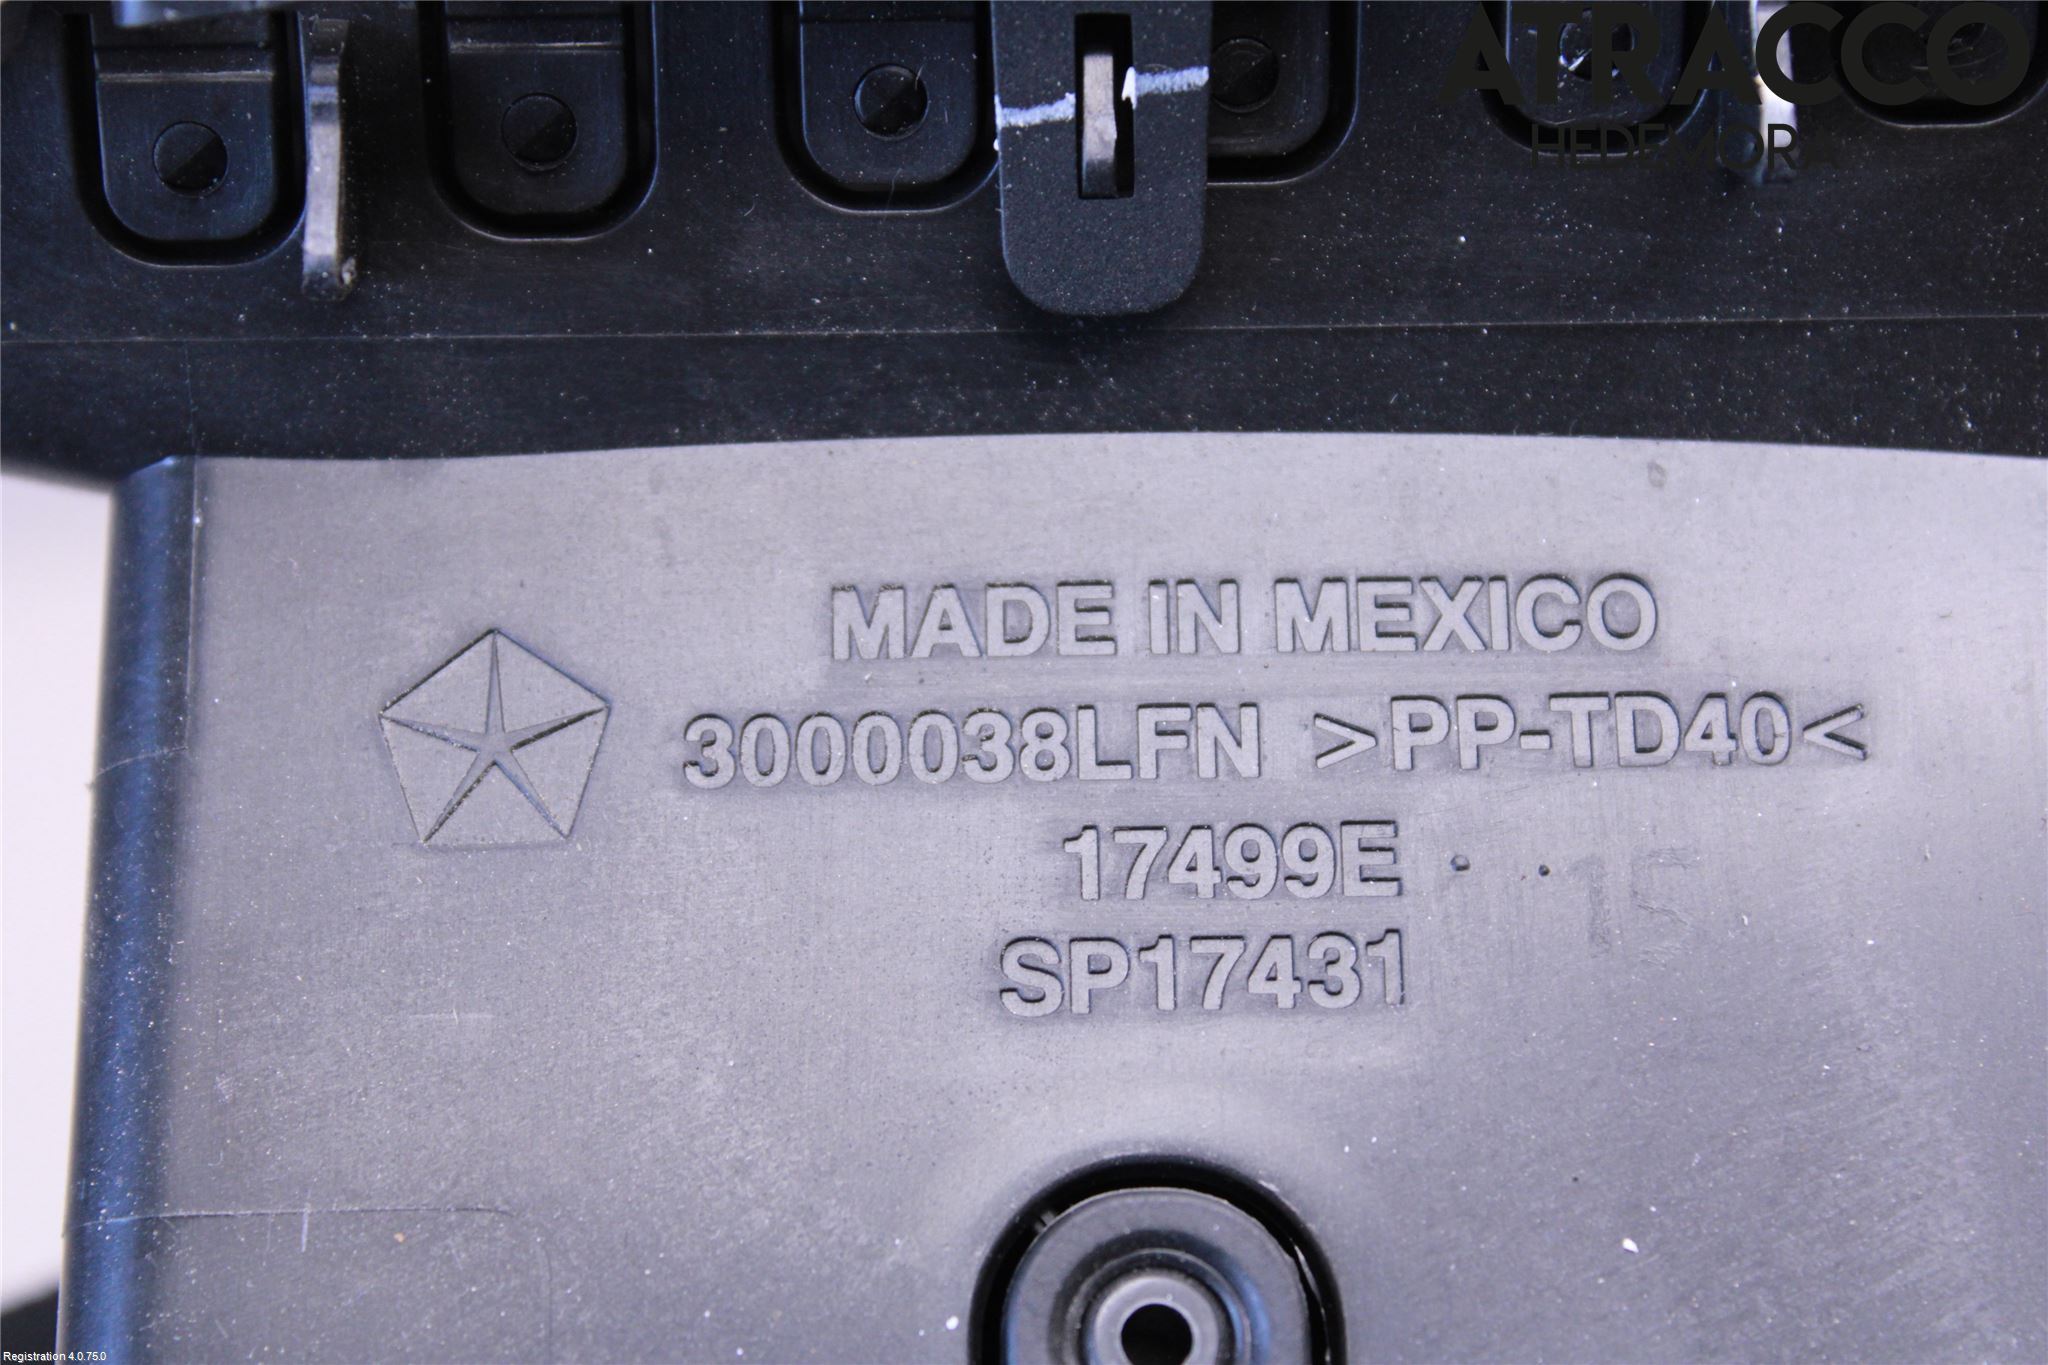 ATRACCO
HEDEMORA
MADE IN MEXICO
3000038LFN >PP-TD40<
17499E
SP17431
Registration 4.0.75.0